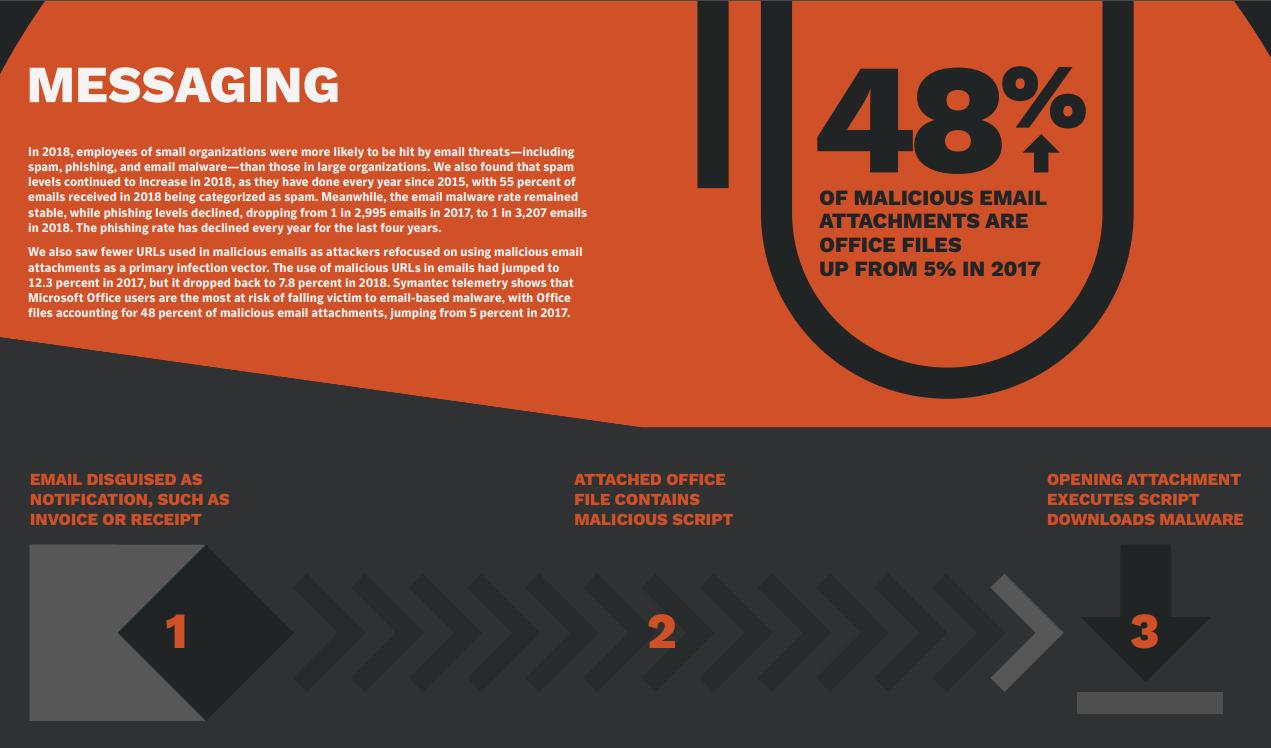 MESSAGING
In 2018, employees of small organizations were more likely to be hit by email threats—including
spam, phishing, and email malware—than those in large organizations. We also found that spam
levels continued to increase in 2018, as they have done every year since 2015, with 55 percent of
emails received in 2018 being categorized as spam. Meanwhile, the email malware rate remained
stable, while phishing levels declined, dropping from 1 in 2,995 emails in 2017, to 1 in 3,207 emails
in 2018. The phishing rate has declined every year for the last four years.
We also saw fewer URLs used in malicious emails as attackers refocused on using malicious email
attachments as a primary infection vector. The use of malicious URLs in emails had jumped to
12.3 percent in 2017, but it dropped back to 7.8 percent in 2018. Symantec telemetry shows that
Microsoft Office users are the most at risk of falling victim to email-based malware, with Office
files accounting for 48 percent of malicious email attachments, jumping from 5 percent in 2017.
48%
OF MALICIOUS EMAIL
ATTACHMENTS ARE
OFFICE FILES
UP FROM 5% IN 2017
EMAIL DISGUISED AS
NOTIFICATION, SUCH AS
INVOICE OR RECEIPT
1
ATTACHED OFFICE
FILE CONTAINS
MALICIOUS SCRIPT
2
OPENING ATTACHMENT
EXECUTES SCRIPT
DOWNLOADS MALWARE
3